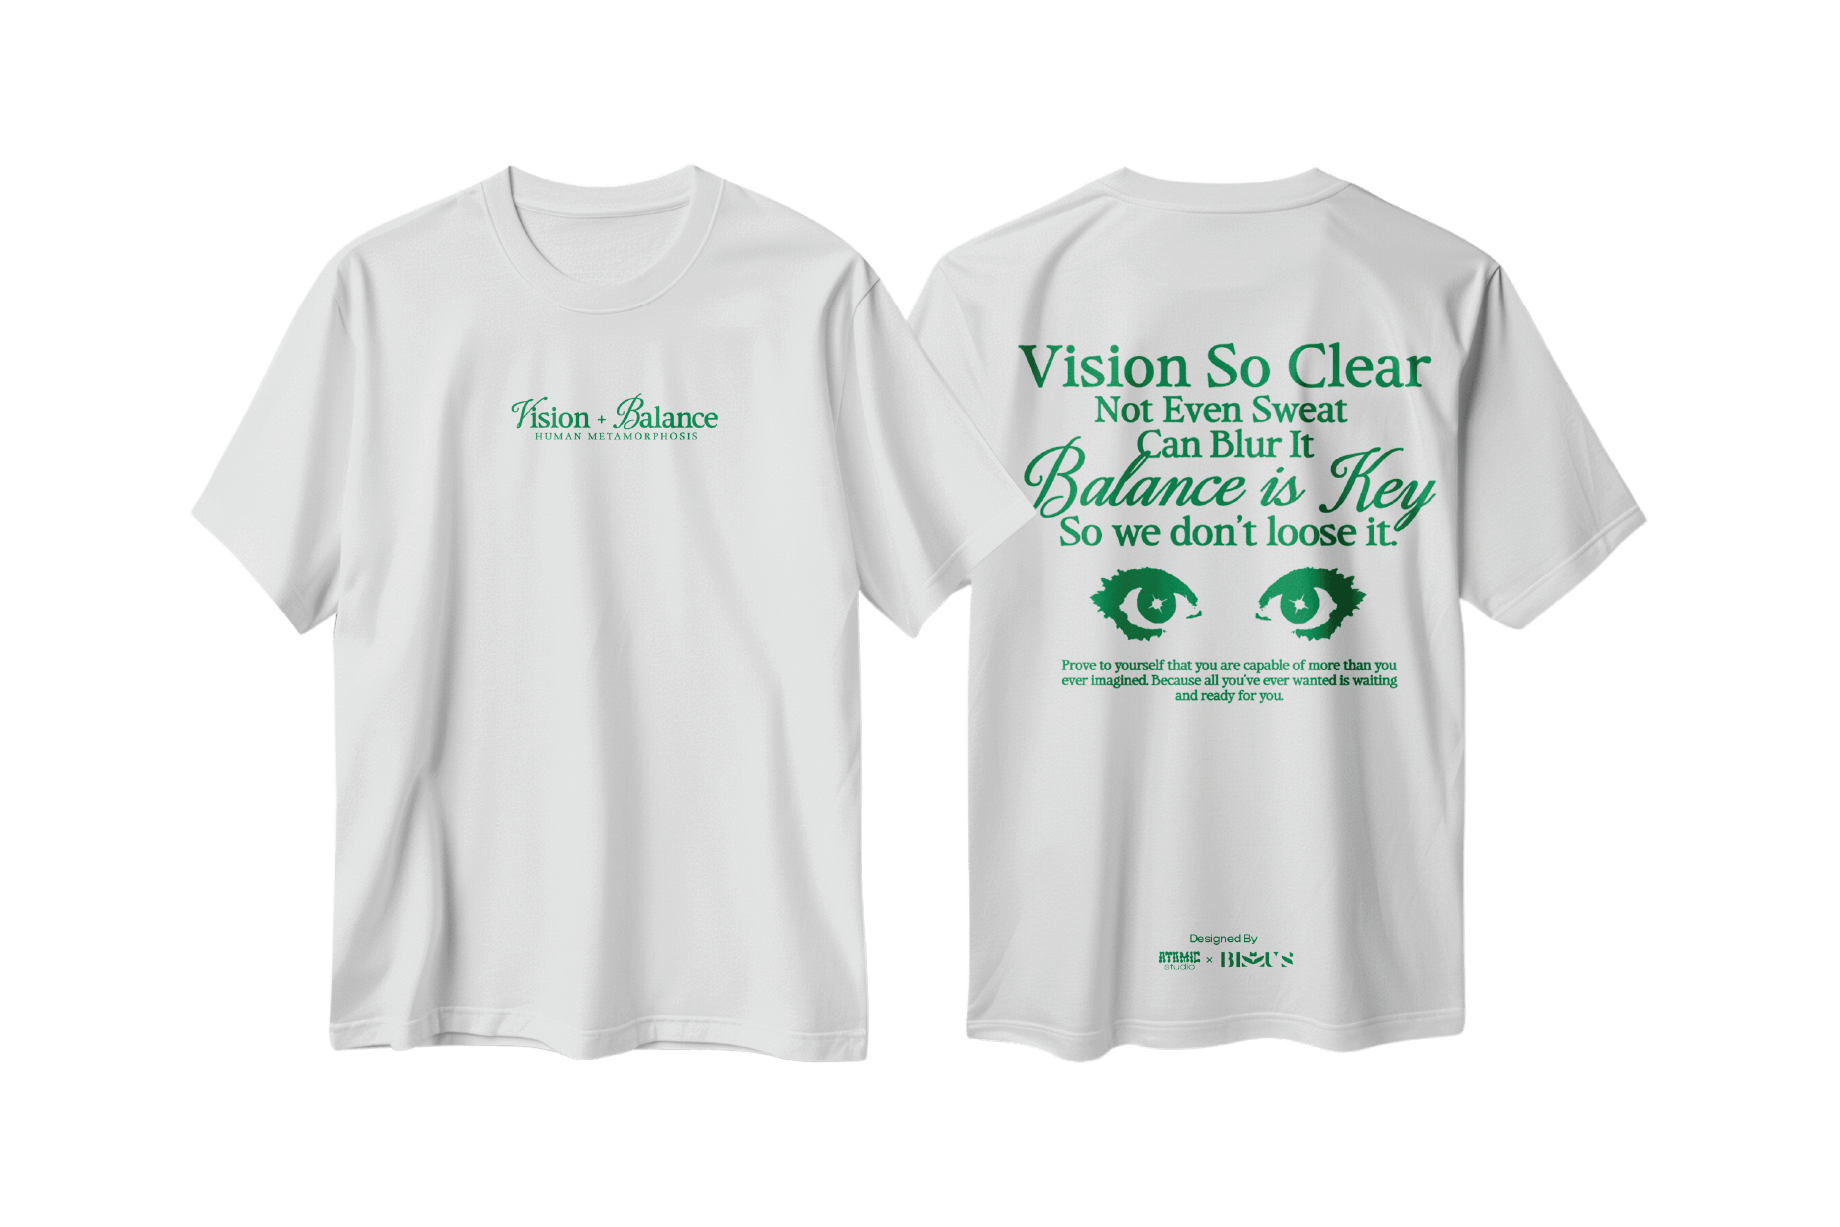 Vision + Balance
HUMAN METAMORPHOSIS
Vision So Clear
Not Even Sweat
Can Blur It
Balance is Key
So we don't loose it.
Prove to yourself that you are capable of more than you
ever imagined. Because all you've ever wanted is waiting
and ready for you.
Designed By
ATAMIC
studio ×